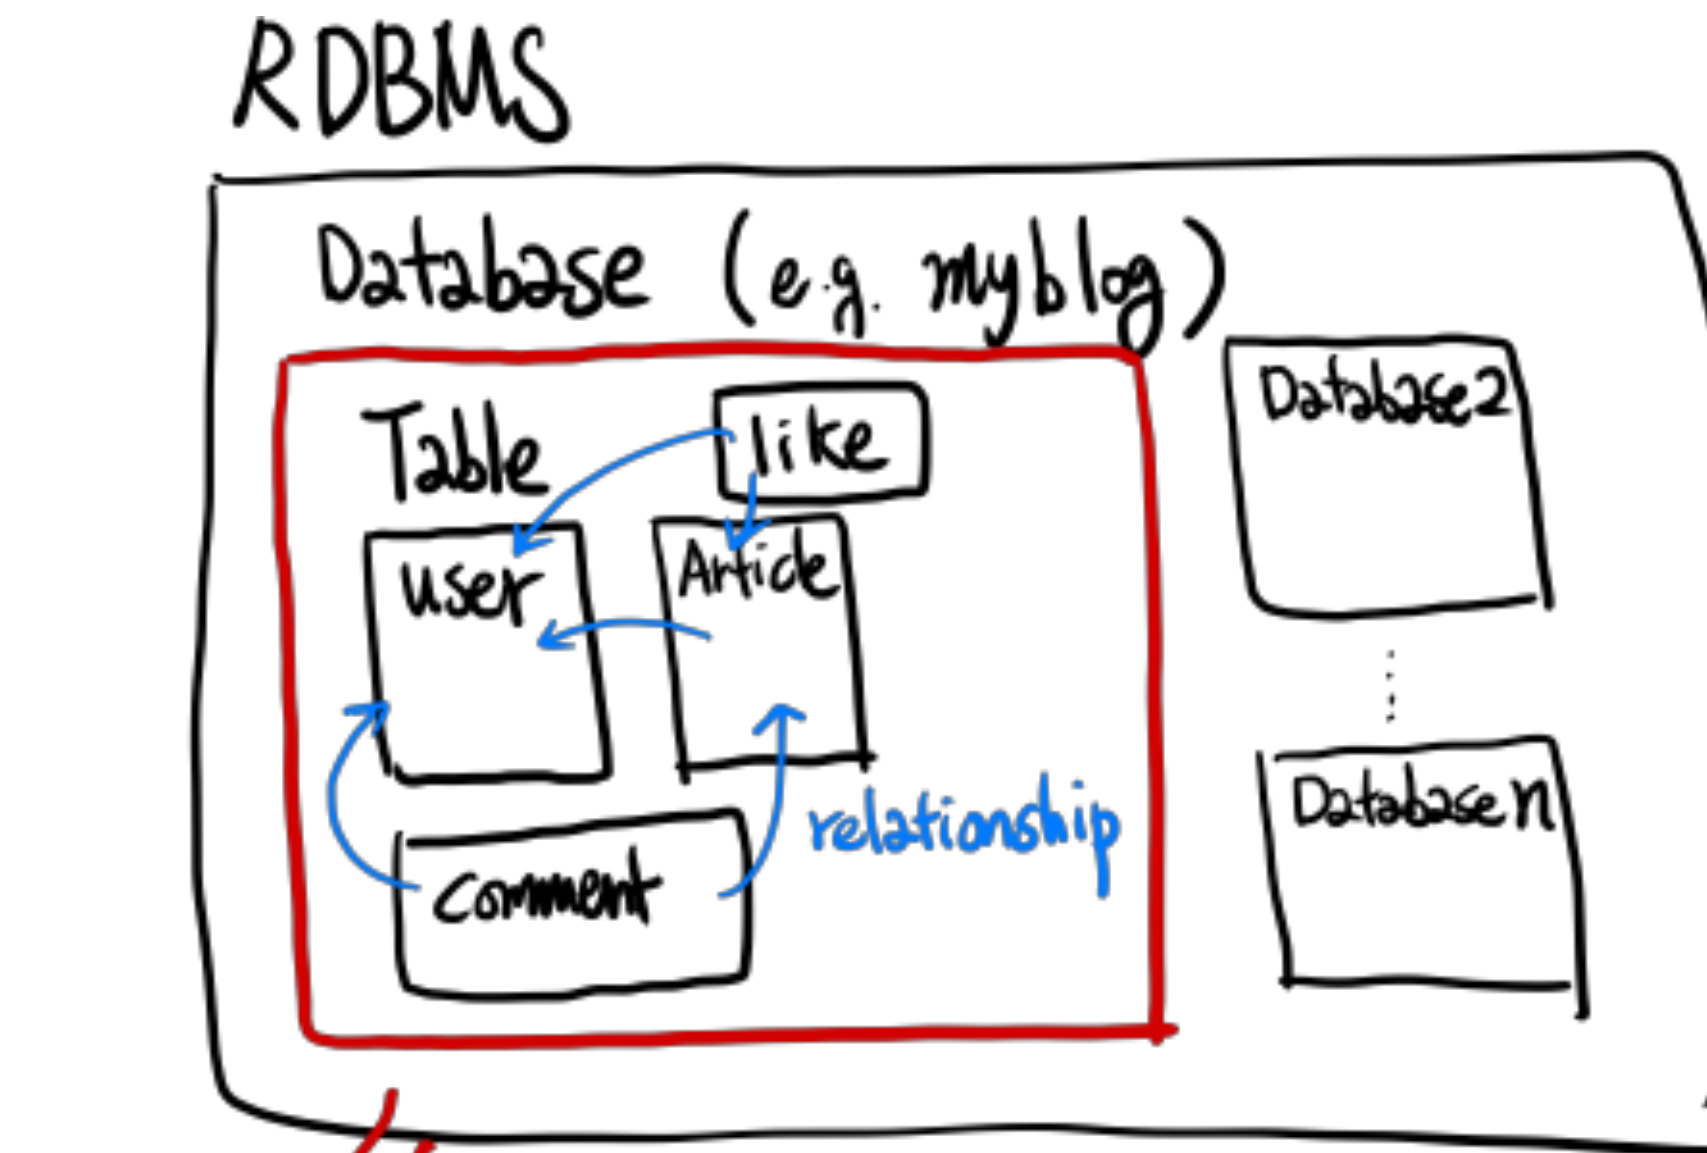 RDBMS
Database (e.g. myblog)
Table
like
user
Article
comment
relationship
Database2
Database n